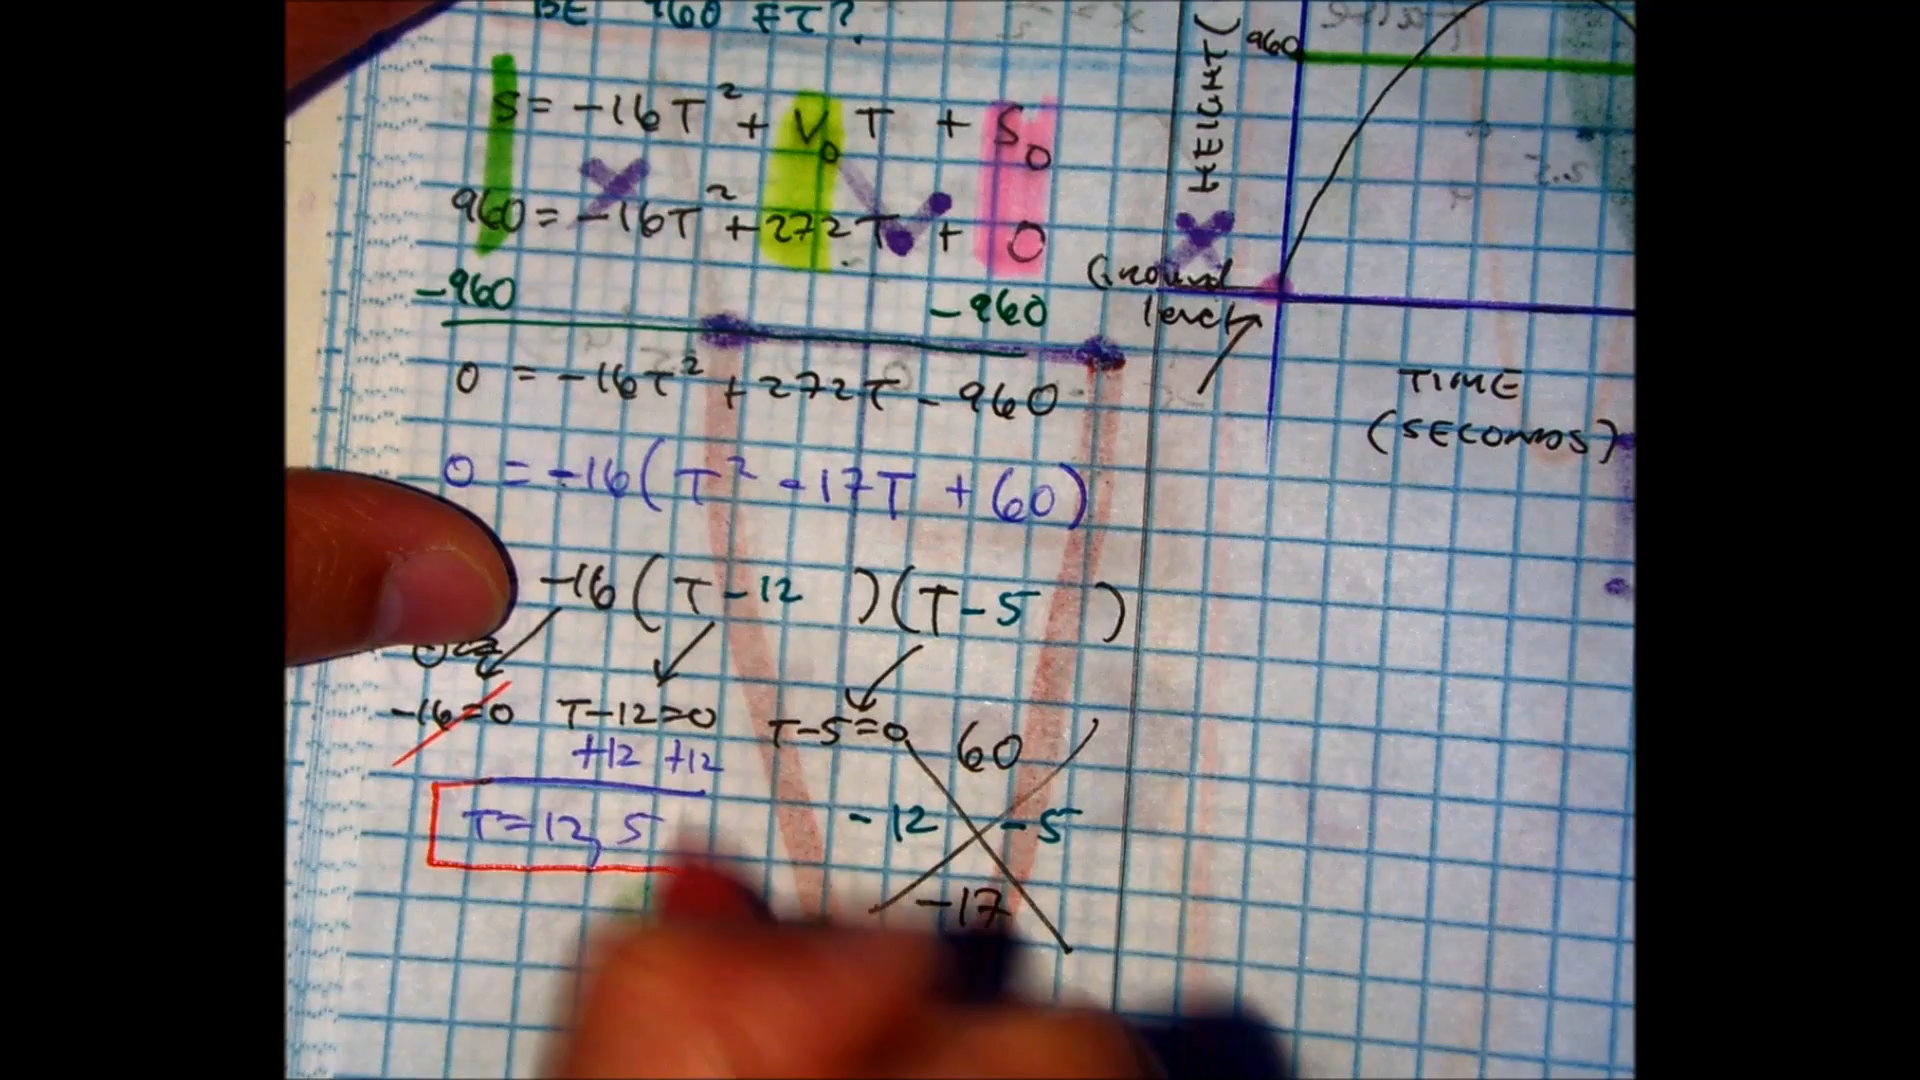 BE 960 FT?
S = -16T² + V₀T + S₀
960 = -16T² + 272T + 0
-960 -960
0 = -16T² + 272T - 960
0 = -16(T² - 17T + 60)
-16(T-12)(T-5)
-16=0 T-12=0 T-5=0
+12 +12
T=12, 5
60
-12 -5
-17
HEIGHT (
960
Ground
level
TIME
(SECONDS)